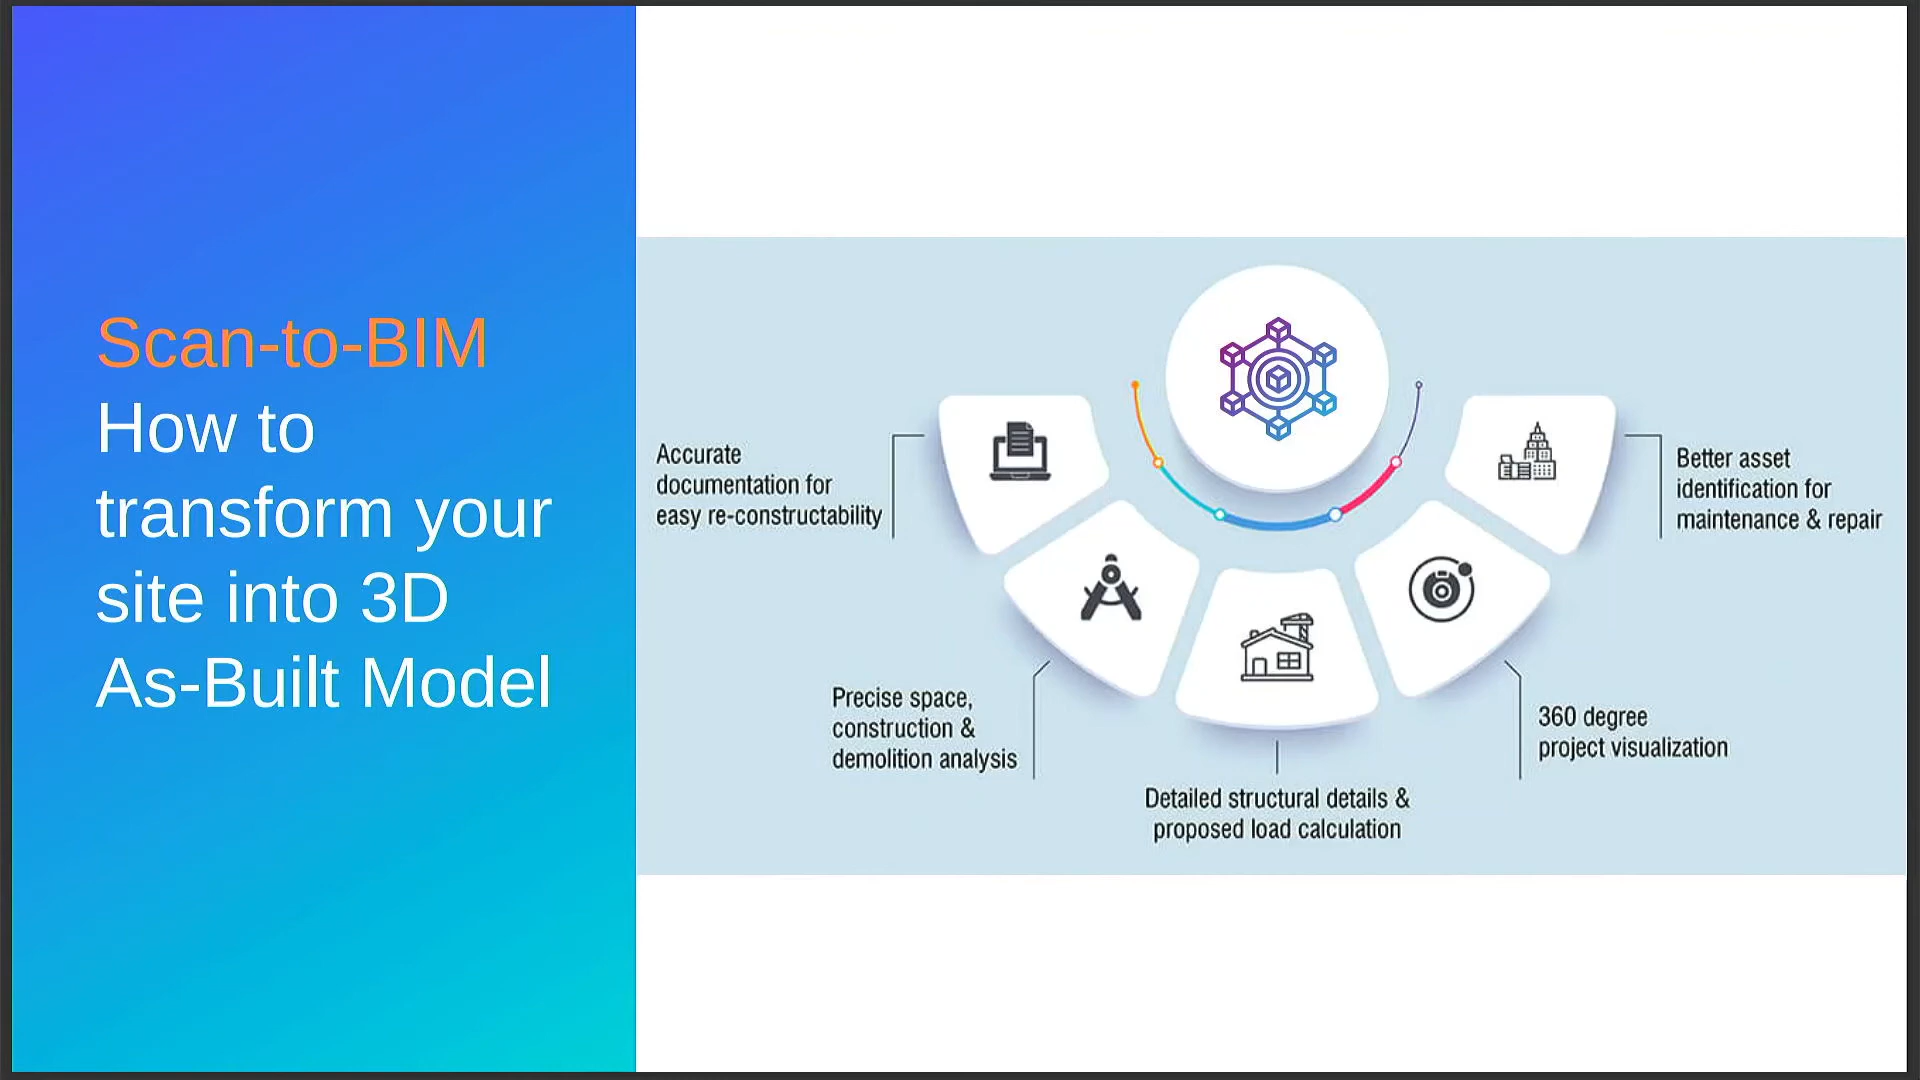 Scan-to-BIM
How to
transform your
site into 3D
As-Built Model
Accurate
documentation for
easy re-constructability
Precise space,
construction &
demolition analysis
Detailed structural details &
proposed load calculation
360 degree
project visualization
Better asset
identification for
maintenance & repair